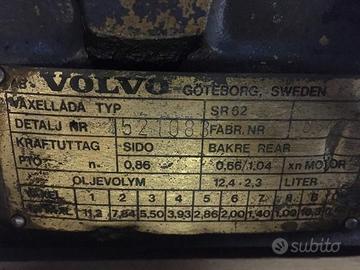 AB VOLVO GÖTEBORG, SWEDEN
VÄXELLÅDA TYP SR 62
DETALJ NR FABR. NR
KRAFTUTTAG SIDO BAKRE REAR
PTO n. 0,86 0,66/1,04 xn MOTOR
OLJEVOLYM 12,4 - 2,3 LITER
1 2 3 4 5 6 7 8
11,2 7,84 5,50 3,93 2,86 2,00 1,40
subito